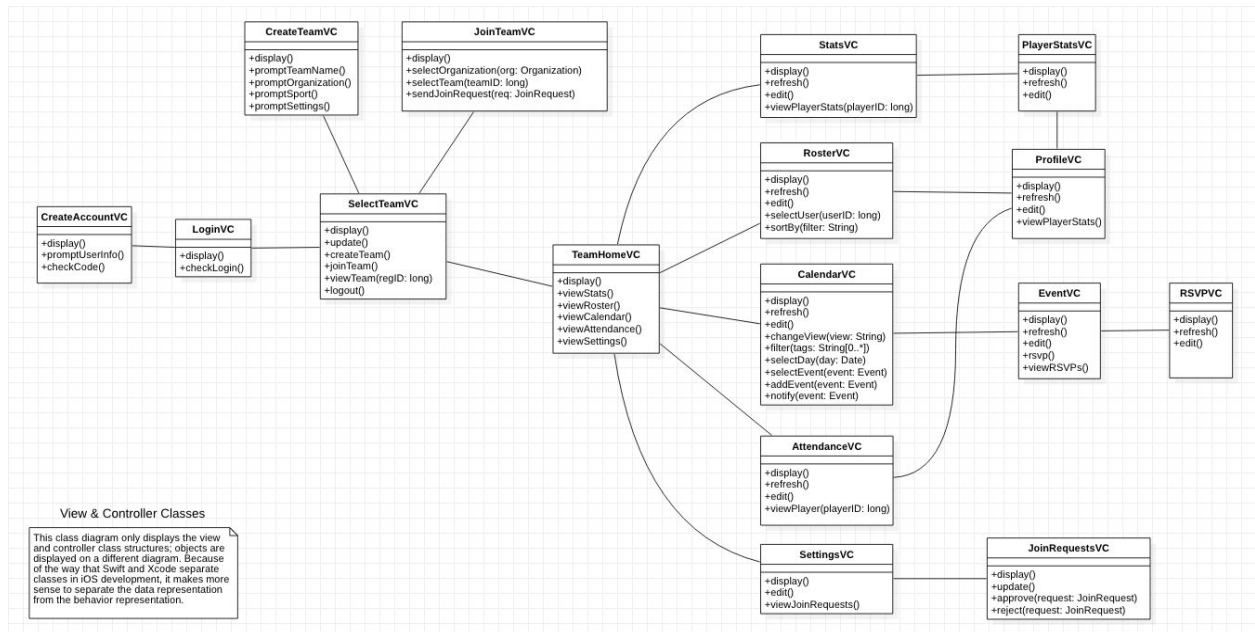 CreateTeamVC
+display()
+promptTeamName()
+promptOrganization()
+promptSport()
+promptSettings()
JoinTeamVC
+display()
+selectOrganization(org: Organization)
+selectTeam(teamID: long)
+sendJoinRequest(req: JoinRequest)
StatsVC
+display()
+refresh()
+edit()
+viewPlayerStats(playerID: long)
PlayerStatsVC
+display()
+refresh()
+edit()
RosterVC
+display()
+refresh()
+edit()
+selectUser(userID: long)
+sortBy(filter: String)
ProfileVC
+display()
+refresh()
+edit()
+viewPlayerStats()
CreateAccountVC
+display()
+promptUserInfo()
+checkCode()
LoginVC
+display()
+checkLogin()
SelectTeamVC
+display()
+update()
+createTeam()
+joinTeam()
+viewTeam(regID: long)
+logout()
TeamHomeVC
+display()
+viewStats()
+viewRoster()
+viewCalendar()
+viewAttendance()
+viewSettings()
CalendarVC
+display()
+refresh()
+edit()
+changeView(view: String)
+filter(tags: String[0..*])
+selectDay(day: Date)
+selectEvent(event: Event)
+addEvent(event: Event)
+notify(event: Event)
EventVC
+display()
+refresh()
+edit()
+rsvp()
+viewRSVPs()
RSVPVC
+display()
+refresh()
+edit()
AttendanceVC
+display()
+refresh()
+edit()
+viewPlayer(playerID: long)
SettingsVC
+display()
+edit()
+viewJoinRequests()
JoinRequestsVC
+display()
+update()
+approve(request: JoinRequest)
+reject(request: JoinRequest)
View & Controller Classes
This class diagram only displays the view
and controller class structures; objects are
displayed on a different diagram. Because
of the way that Swift and Xcode separate
classes in iOS development, it makes more
sense to separate the data representation
from the behavior representation.